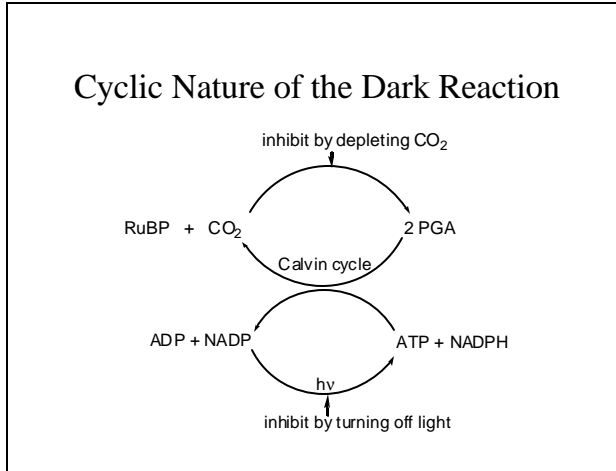 Cyclic Nature of the Dark Reaction
inhibit by depleting CO₂
RuBP + CO₂
2 PGA
Calvin cycle
ADP + NADP
ATP + NADPH
hν
inhibit by turning off light